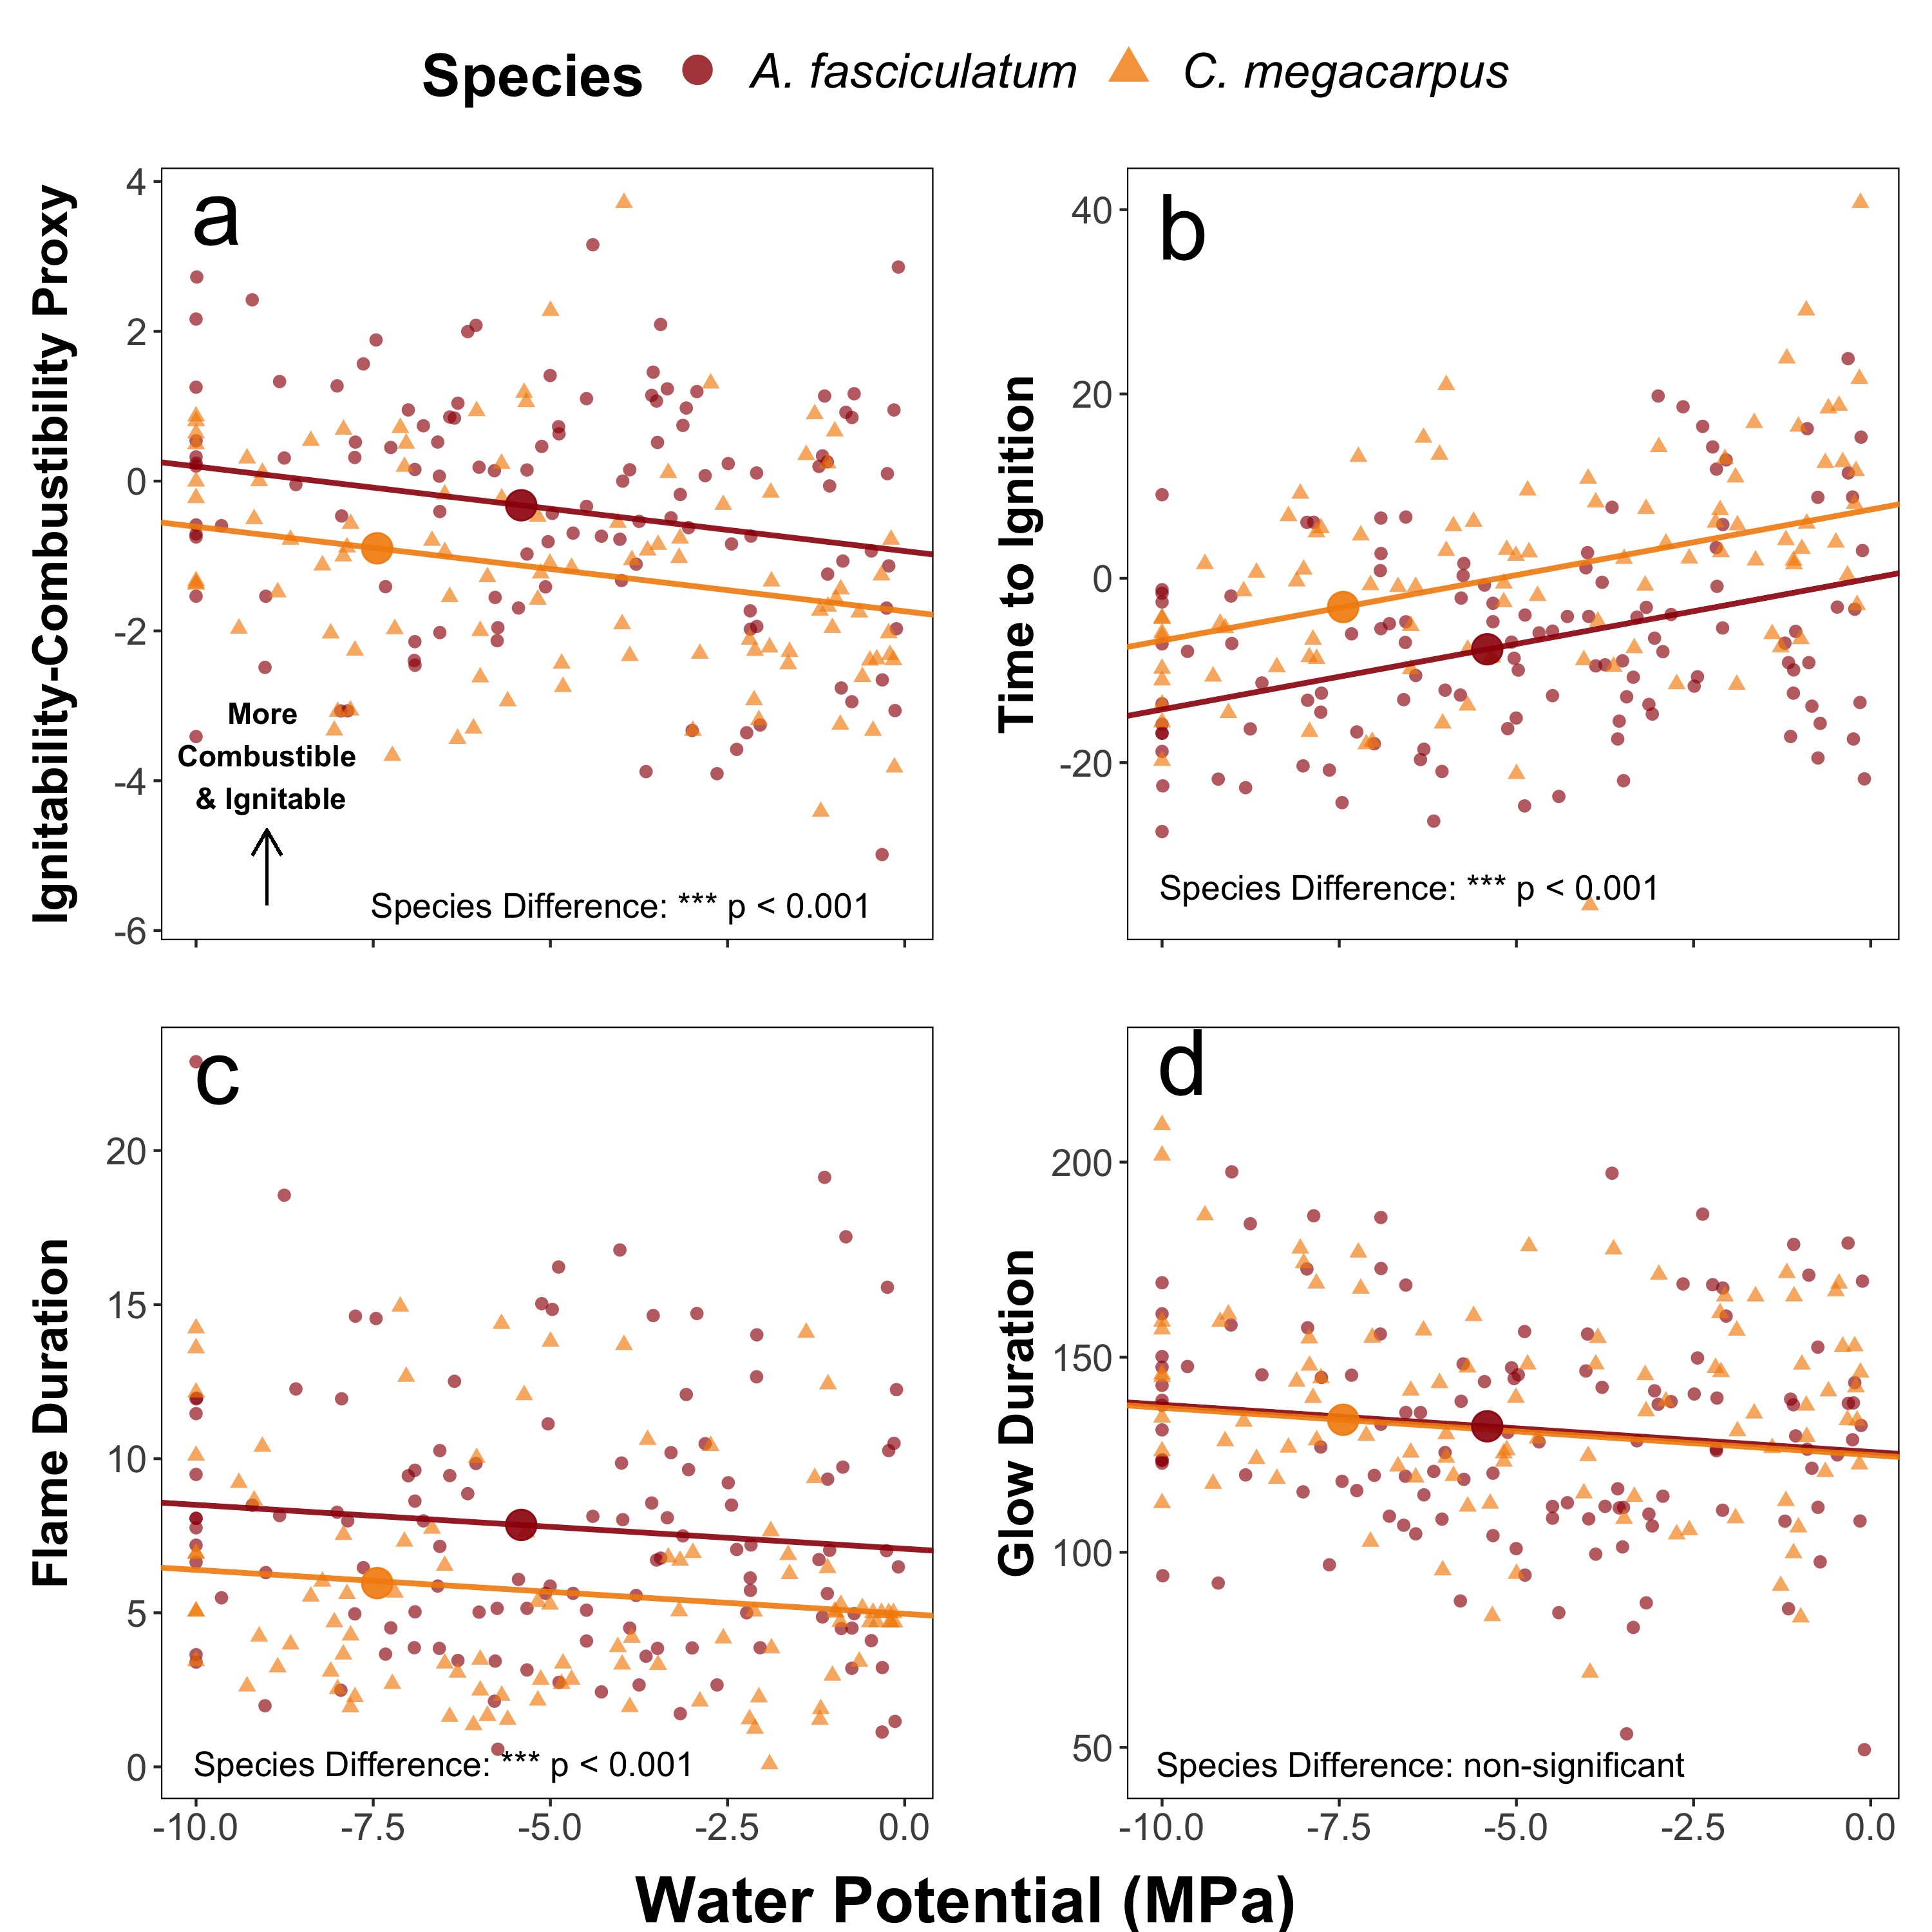 Species A. fasciculatum C. megacarpus
a
Ignitability-Combustibility Proxy
4
2
0
-2
-4
-6
More
Combustible
& Ignitable
Species Difference: *** p < 0.001
b
Time to Ignition
40
20
0
-20
Species Difference: *** p < 0.001
c
Flame Duration
20
15
10
5
0
Species Difference: *** p < 0.001
-10.0 -7.5 -5.0 -2.5 0.0
d
Glow Duration
200
150
100
50
Species Difference: non-significant
-10.0 -7.5 -5.0 -2.5 0.0
Water Potential (MPa)